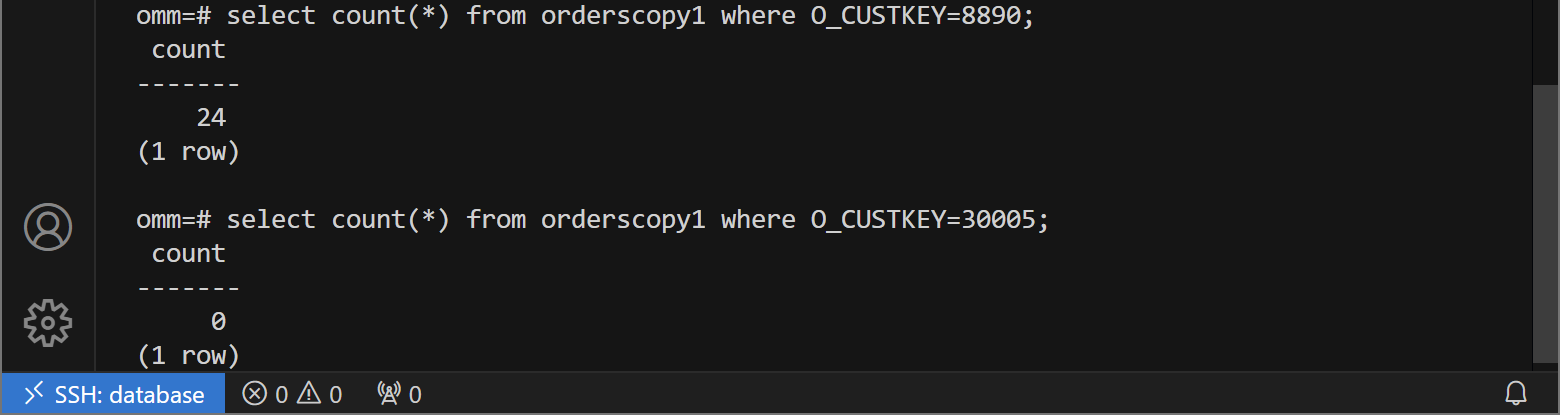 omm=# select count(*) from orderscopy1 where O_CUSTKEY=8890;
 count
-------
    24
(1 row)

omm=# select count(*) from orderscopy1 where O_CUSTKEY=30005;
 count
-------
     0
(1 row)
SSH: database 0 0 0